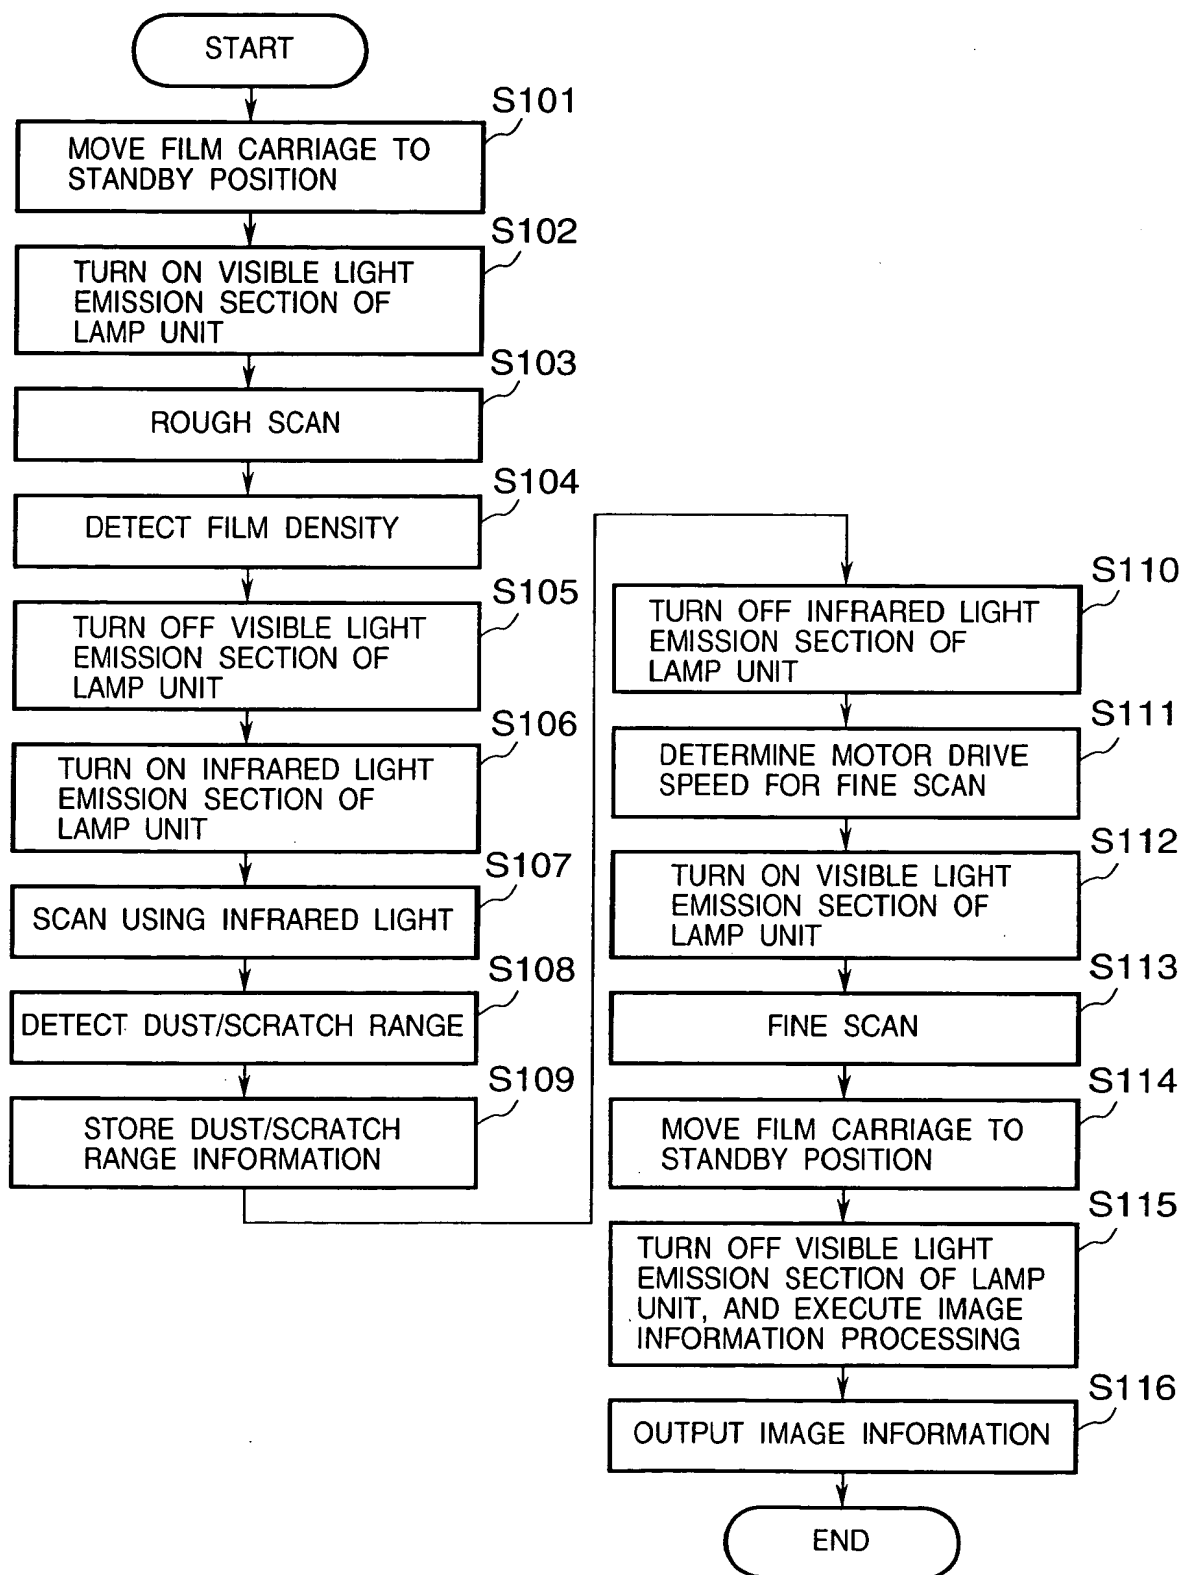 START
S101
MOVE FILM CARRIAGE TO
STANDBY POSITION
S102
TURN ON VISIBLE LIGHT
EMISSION SECTION OF
LAMP UNIT
S103
ROUGH SCAN
S104
DETECT FILM DENSITY
S105
TURN OFF VISIBLE LIGHT
EMISSION SECTION OF
LAMP UNIT
S106
TURN ON INFRARED LIGHT
EMISSION SECTION OF
LAMP UNIT
S107
SCAN USING INFRARED LIGHT
S108
DETECT DUST/SCRATCH RANGE
S109
STORE DUST/SCRATCH
RANGE INFORMATION
S110
TURN OFF INFRARED LIGHT
EMISSION SECTION OF
LAMP UNIT
S111
DETERMINE MOTOR DRIVE
SPEED FOR FINE SCAN
S112
TURN ON VISIBLE LIGHT
EMISSION SECTION OF
LAMP UNIT
S113
FINE SCAN
S114
MOVE FILM CARRIAGE TO
STANDBY POSITION
S115
TURN OFF VISIBLE LIGHT
EMISSION SECTION OF LAMP
UNIT, AND EXECUTE IMAGE
INFORMATION PROCESSING
S116
OUTPUT IMAGE INFORMATION
END